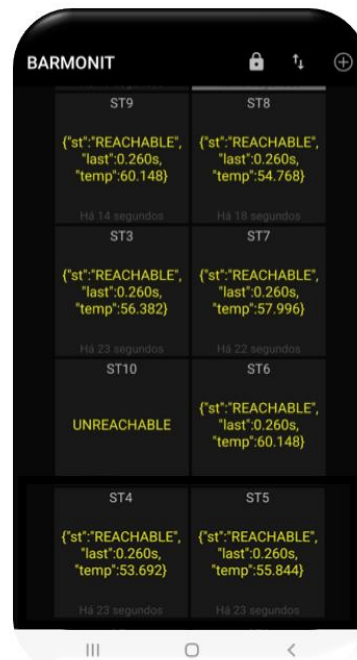 BARMONIT
ST9
{"st":"REACHABLE",
"last":0.260s,
"temp":60.148}
Há 14 segundos
ST8
{"st":"REACHABLE",
"last":0.260s,
"temp":54.768}
Há 18 segundos
ST3
{"st":"REACHABLE",
"last":0.260s,
"temp":56.382}
Há 23 segundos
ST7
{"st":"REACHABLE",
"last":0.260s,
"temp":57.996}
Há 22 segundos
ST10
UNREACHABLE
ST6
{"st":"REACHABLE",
"last":0.260s,
"temp":60.148}
ST4
{"st":"REACHABLE",
"last":0.260s,
"temp":53.692}
Há 23 segundos
ST5
{"st":"REACHABLE",
"last":0.260s,
"temp":55.844}
Há 23 segundos